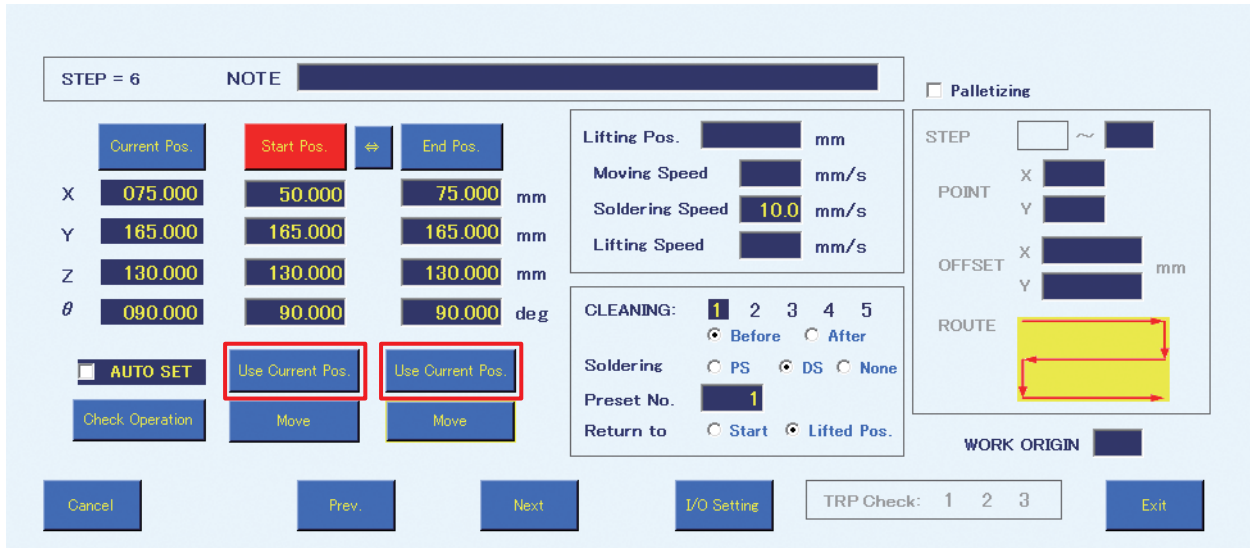 STEP = 6 NOTE
Palletizing
Current Pos. Start Pos. ⇔ End Pos.
X 075.000 50.000 75.000 mm
Y 165.000 165.000 165.000 mm
Z 130.000 130.000 130.000 mm
θ 090.000 90.000 90.000 deg
AUTO SET Use Current Pos. Use Current Pos.
Check Operation Move Move
Lifting Pos. mm
Moving Speed mm/s
Soldering Speed 10.0 mm/s
Lifting Speed mm/s
CLEANING: 1 2 3 4 5
Before After
Soldering PS DS None
Preset No. 1
Return to Start Lifted Pos.
STEP ~
POINT X
Y
OFFSET X
Y mm
ROUTE
WORK ORIGIN
Cancel Prev. Next I/O Setting TRP Check: 1 2 3 Exit